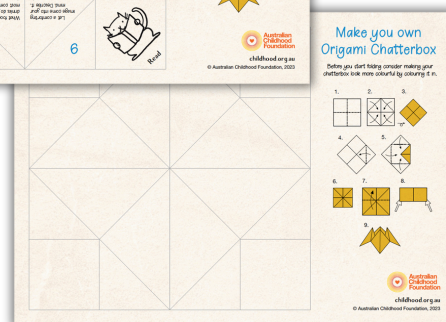 6
Read
Australian
Childhood
Foundation
childhood.org.au
© Australian Childhood Foundation, 2023
Make you own
Origami Chatterbox
Before you start folding consider making your
chatterbox look more colourful by colouring it in.
1.
2.
3.
4.
5.
6.
7.
8.
9.
Australian
Childhood
Foundation
childhood.org.au
© Australian Childhood Foundation, 2023